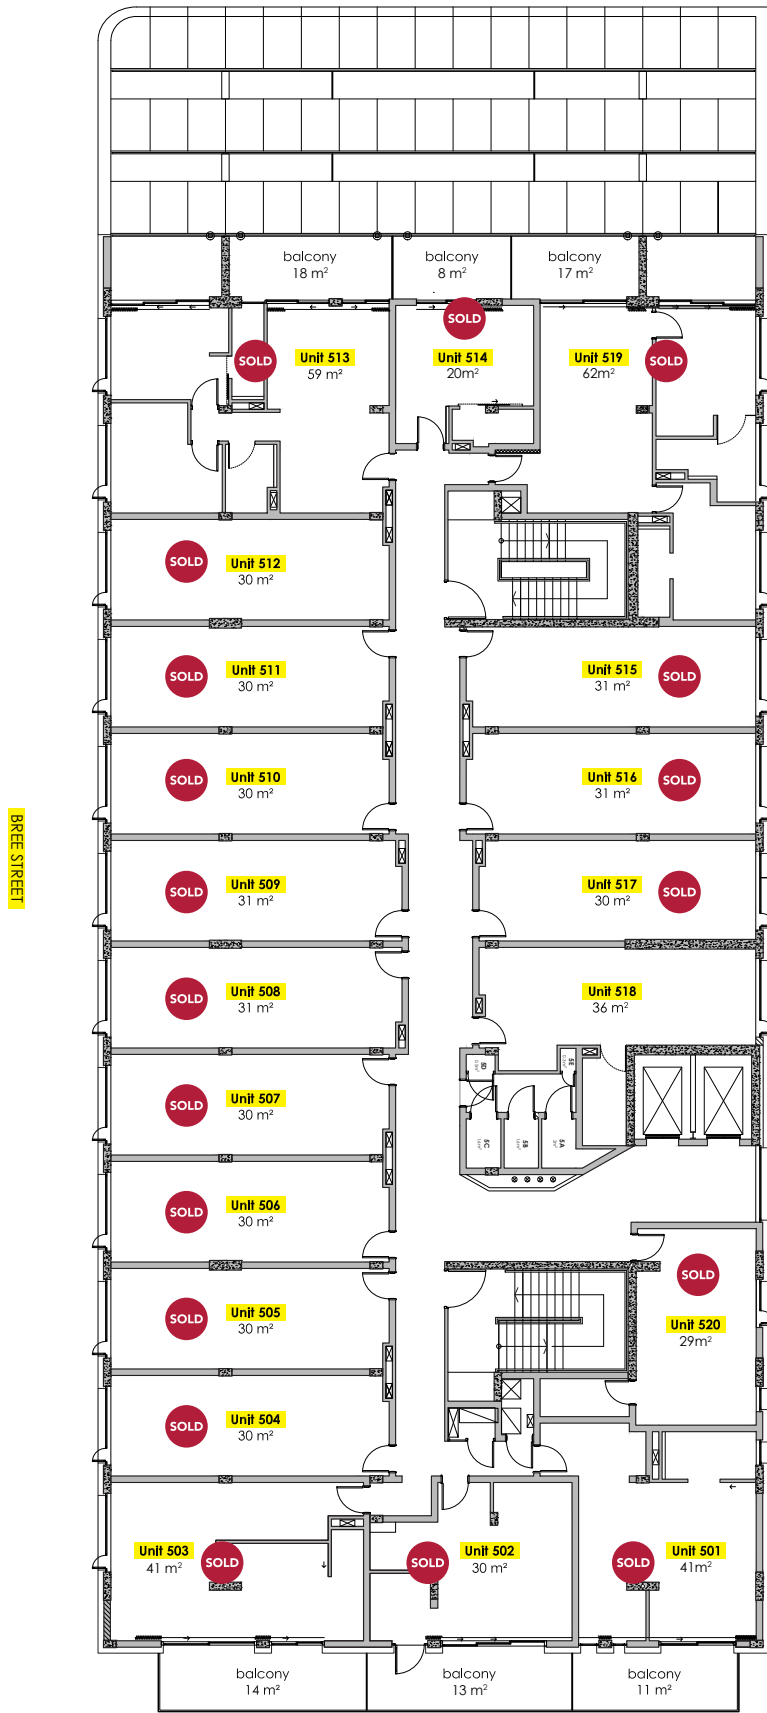 balcony
18 m²
balcony
8 m²
balcony
17 m²
SOLD
Unit 513
59 m²
SOLD
Unit 514
20m²
Unit 519
62m²
SOLD
SOLD
Unit 512
30 m²
SOLD
Unit 511
30 m²
Unit 515
31 m²
SOLD
SOLD
Unit 510
30 m²
Unit 516
31 m²
SOLD
BREE STREET
SOLD
Unit 509
31 m²
Unit 517
30 m²
SOLD
SOLD
Unit 508
31 m²
Unit 518
36 m²
SOLD
Unit 507
30 m²
5D
5E
5C
5B
5A
SOLD
Unit 506
30 m²
SOLD
Unit 505
30 m²
SOLD
Unit 520
29m²
SOLD
Unit 504
30 m²
Unit 503
41 m²
SOLD
SOLD
Unit 502
30 m²
SOLD
Unit 501
41m²
balcony
14 m²
balcony
13 m²
balcony
11 m²